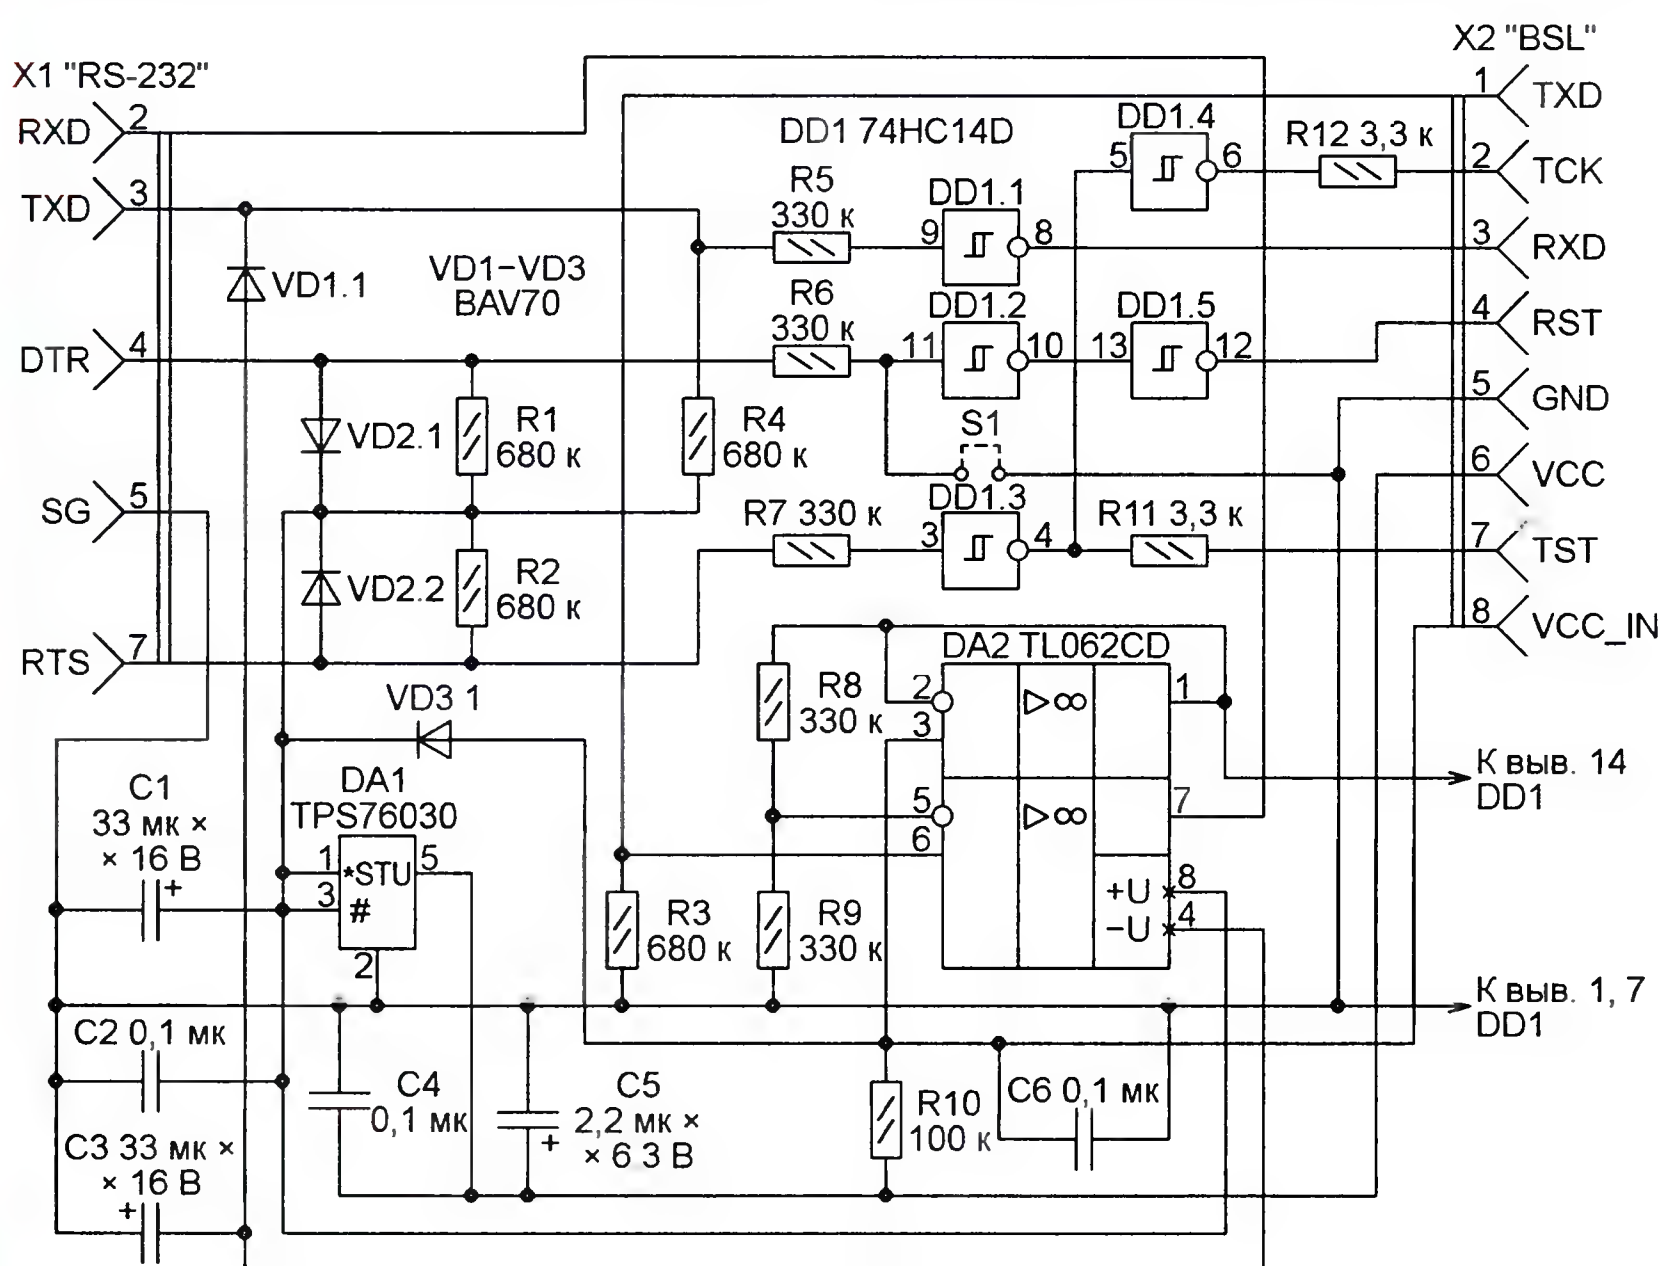 X1 "RS-232"
X2 "BSL"
RXD 2
TXD 3
DTR 4
SG 5
RTS 7
1 TXD
2 TCK
3 RXD
4 RST
5 GND
6 VCC
7 TST
8 VCC_IN
DD1 74HC14D
DD1.4
5
6
R12 3,3 к
R5
330 к
DD1.1
9
8
VD1.1
VD1–VD3
BAV70
R6
330 к
DD1.2
11
10
DD1.5
13
12
VD2.1
R1
680 к
R4
680 к
S1
DD1.3
R7 330 к
3
4
R11 3,3 к
VD2.2
R2
680 к
VD3 1
DA2 TL062CD
R8
330 к
2
3
5
6
▷∞
▷∞
1
7
+U
8
–U
4
К выв. 14
DD1
C1
33 мк ×
× 16 В
+
DA1
TPS76030
1
3
*STU
#
5
2
R3
680 к
R9
330 к
К выв. 1, 7
DD1
C2 0,1 мк
C3 33 мк ×
× 16 В
+
C4
0,1 мк
C5
2,2 мк ×
× 6 3 В
+
R10
100 к
C6 0,1 мк